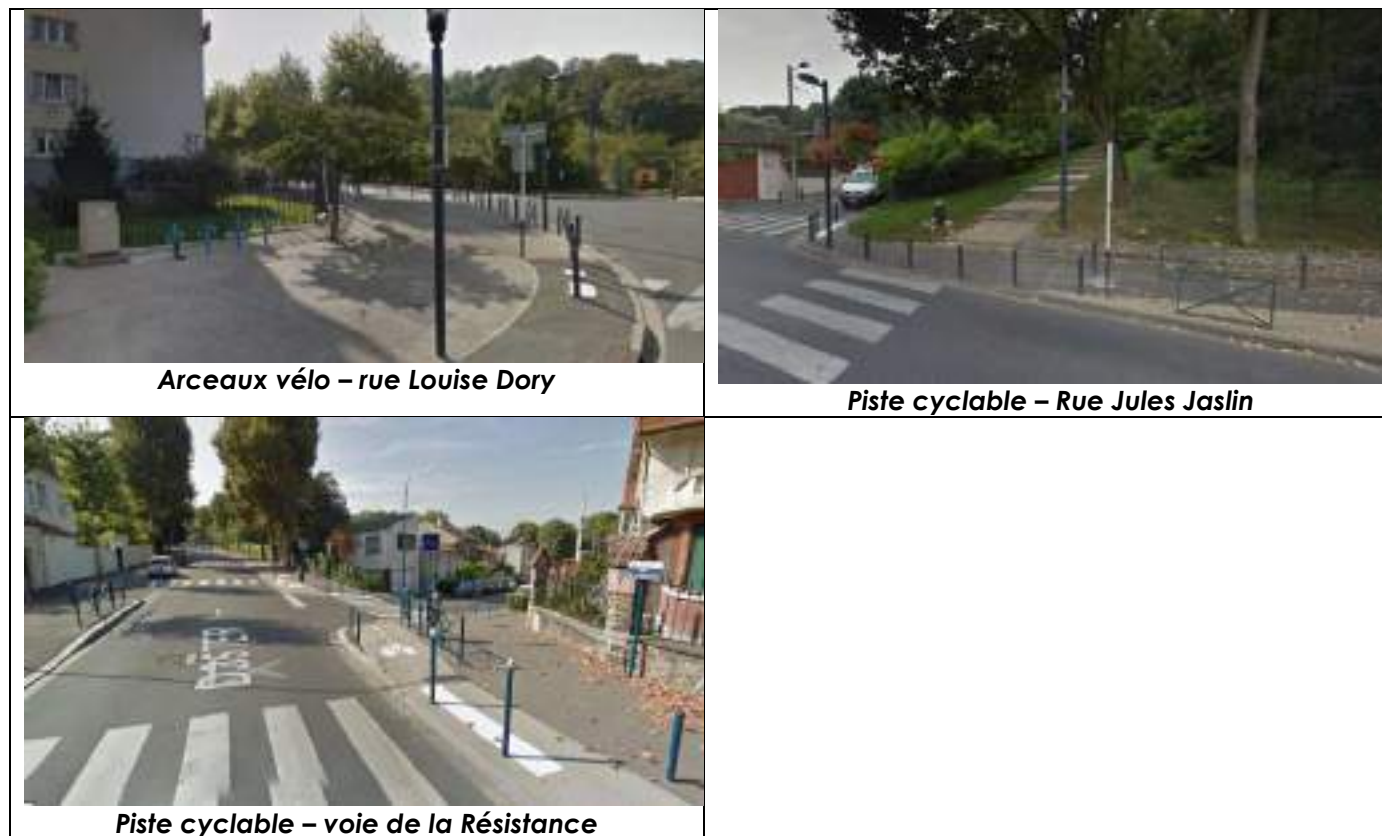 Arceaux vélo – rue Louise Dory
Piste cyclable – Rue Jules Jaslin
Piste cyclable – voie de la Résistance